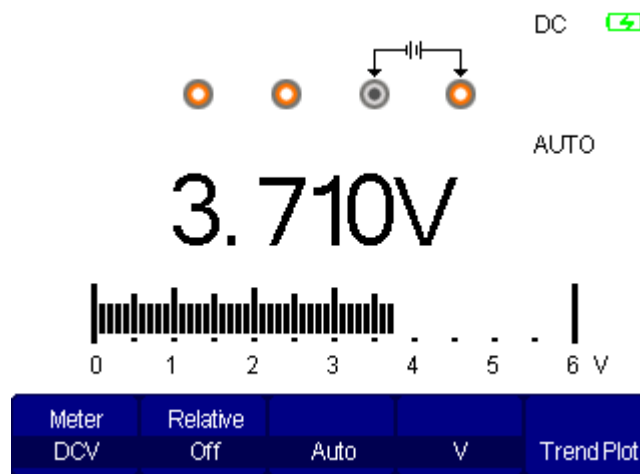 DC
AUTO
3.710V
0 1 2 3 4 5 6 V
Meter Relative
DCV Off Auto V Trend Plot